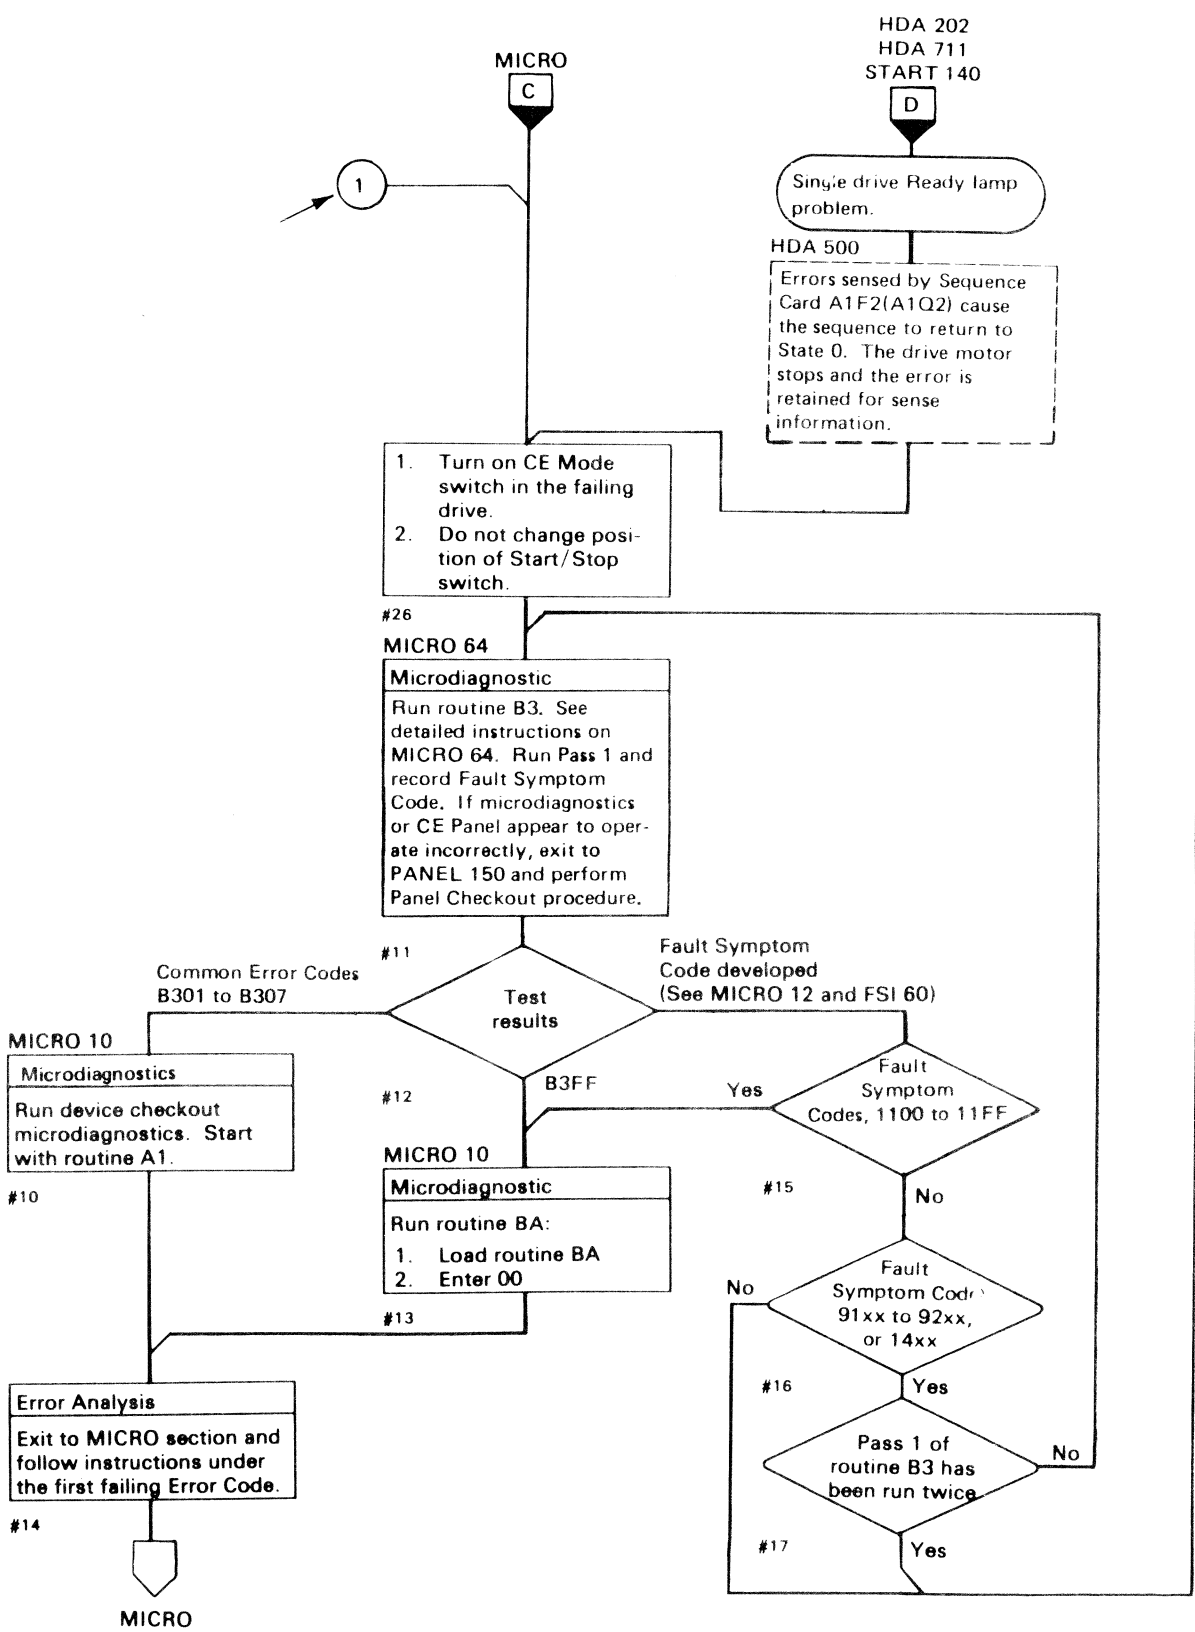 HDA 202
HDA 711
START 140
D
MICRO
C
1
Single drive Ready lamp
problem.
HDA 500
Errors sensed by Sequence
Card A1F2(A1Q2) cause
the sequence to return to
State 0. The drive motor
stops and the error is
retained for sense
information.
1. Turn on CE Mode
switch in the failing
drive.
2. Do not change posi-
tion of Start/Stop
switch.
#26
MICRO 64
Microdiagnostic
Run routine B3. See
detailed instructions on
MICRO 64. Run Pass 1 and
record Fault Symptom
Code. If microdiagnostics
or CE Panel appear to oper-
ate incorrectly, exit to
PANEL 150 and perform
Panel Checkout procedure.
#11
Test
results
Common Error Codes
B301 to B307
Fault Symptom
Code developed
(See MICRO 12 and FSI 60)
MICRO 10
Microdiagnostics
Run device checkout
microdiagnostics. Start
with routine A1.
#10
#12
B3FF
Yes
Fault
Symptom
Codes, 1100 to 11FF
#15
No
MICRO 10
Microdiagnostic
Run routine BA:
1. Load routine BA
2. Enter 00
#13
No
Fault
Symptom Code
91xx to 92xx,
or 14xx
#16
Yes
Error Analysis
Exit to MICRO section and
follow instructions under
the first failing Error Code.
#14
MICRO
Pass 1 of
routine B3 has
been run twice
No
#17
Yes